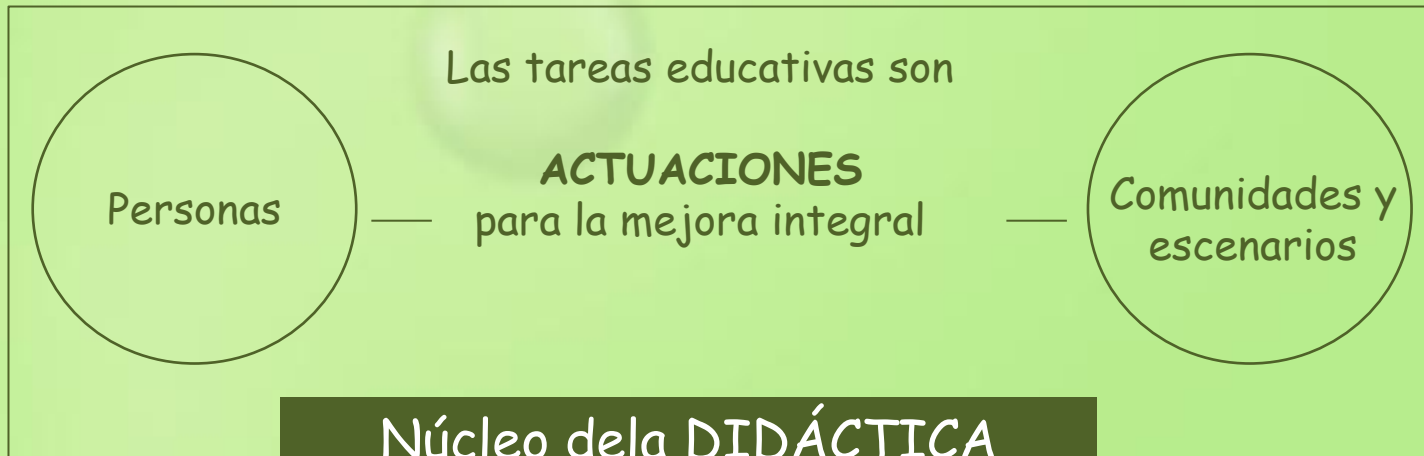 Las tareas educativas son
ACTUACIONES
para la mejora integral
Personas
Comunidades y
escenarios
Núcleo dela DIDÁCTICA